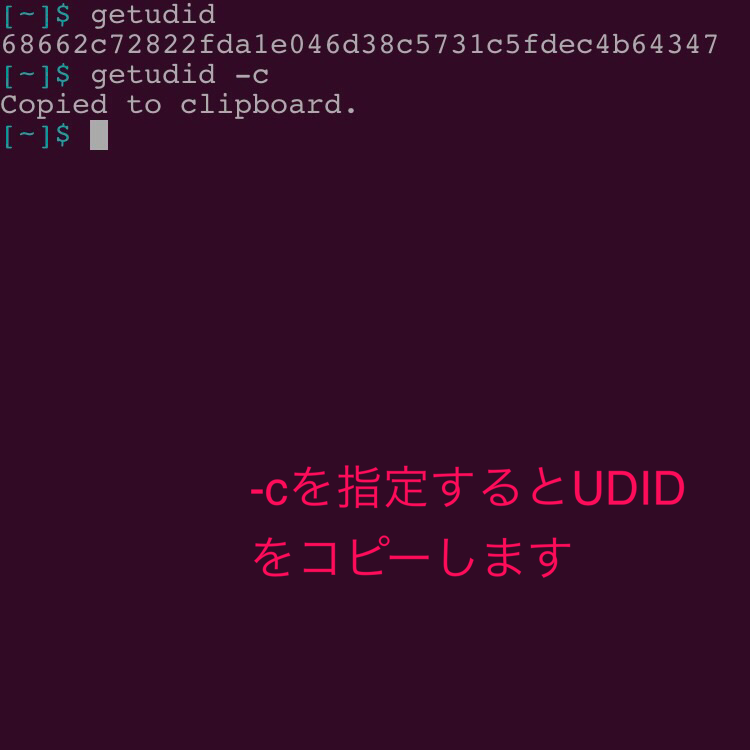 [~]$ getudid
68662c72822fda1e046d38c5731c5fdec4b64347
[~]$ getudid -c
Copied to clipboard.
[~]$
-cを指定するとUDID
をコピーします